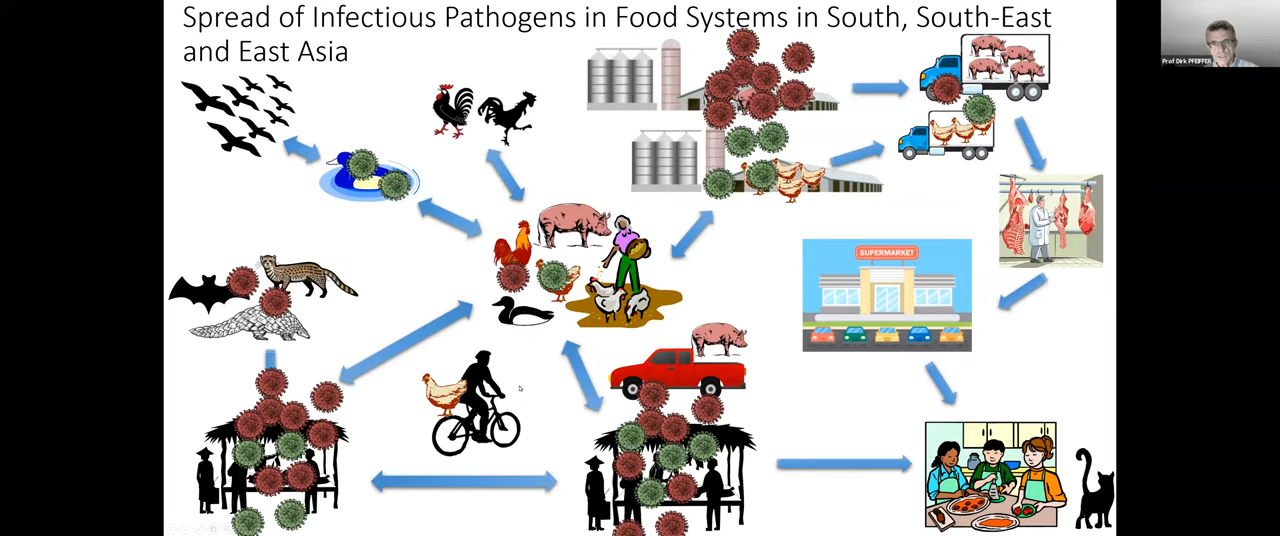 Spread of Infectious Pathogens in Food Systems in South, South-East
and East Asia
Prof Dirk PFEIFFER
SUPERMARKET